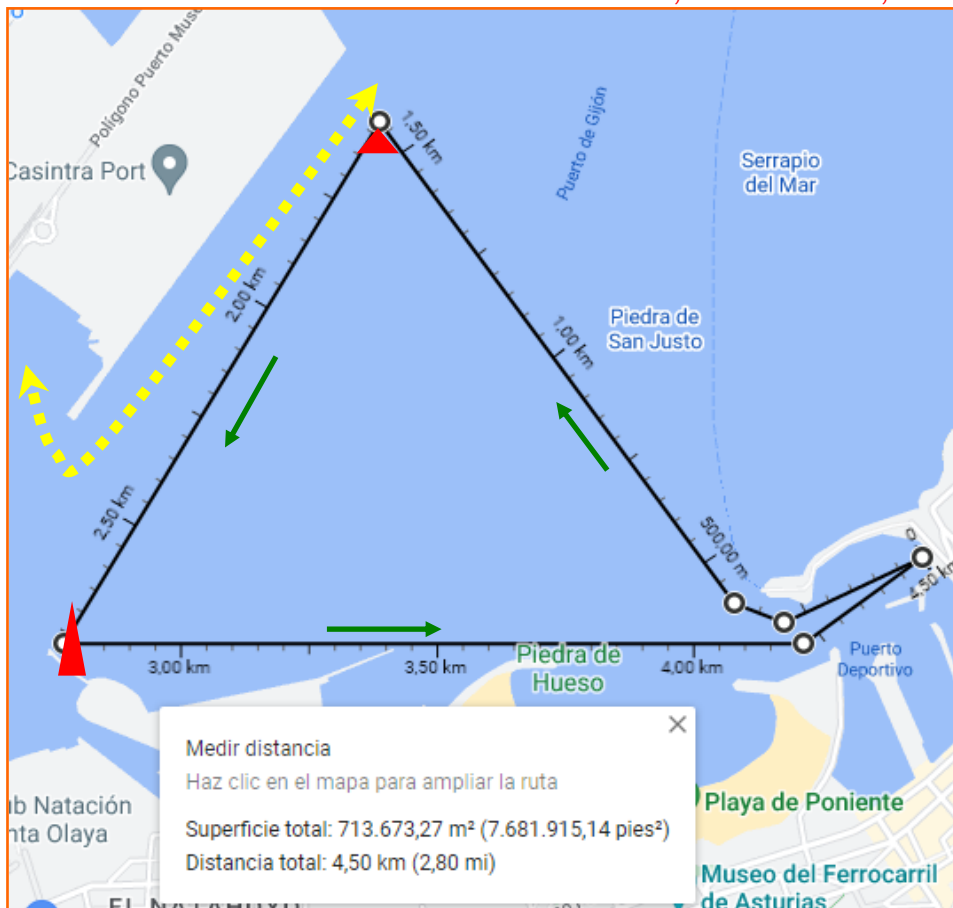 Polígono Puerto Muse
Casintra Port
1,50 km
Puerto de Gijón
Serrapio
del Mar
2,00 km
1,00 km
Piedra de
San Justo
2,50 km
500,00 m
0
4,50 km
3,00 km
3,50 km
4,00 km
Piedra de
Hueso
Puerto
Deportivo
Medir distancia
Haz clic en el mapa para ampliar la ruta
Superficie total: 713.673,27 m² (7.681.915,14 pies²)
Distancia total: 4,50 km (2,80 mi)
ub Natación
nta Olaya
Playa de Poniente
Museo del Ferrocarril
de Asturias
EL NATAHOYO